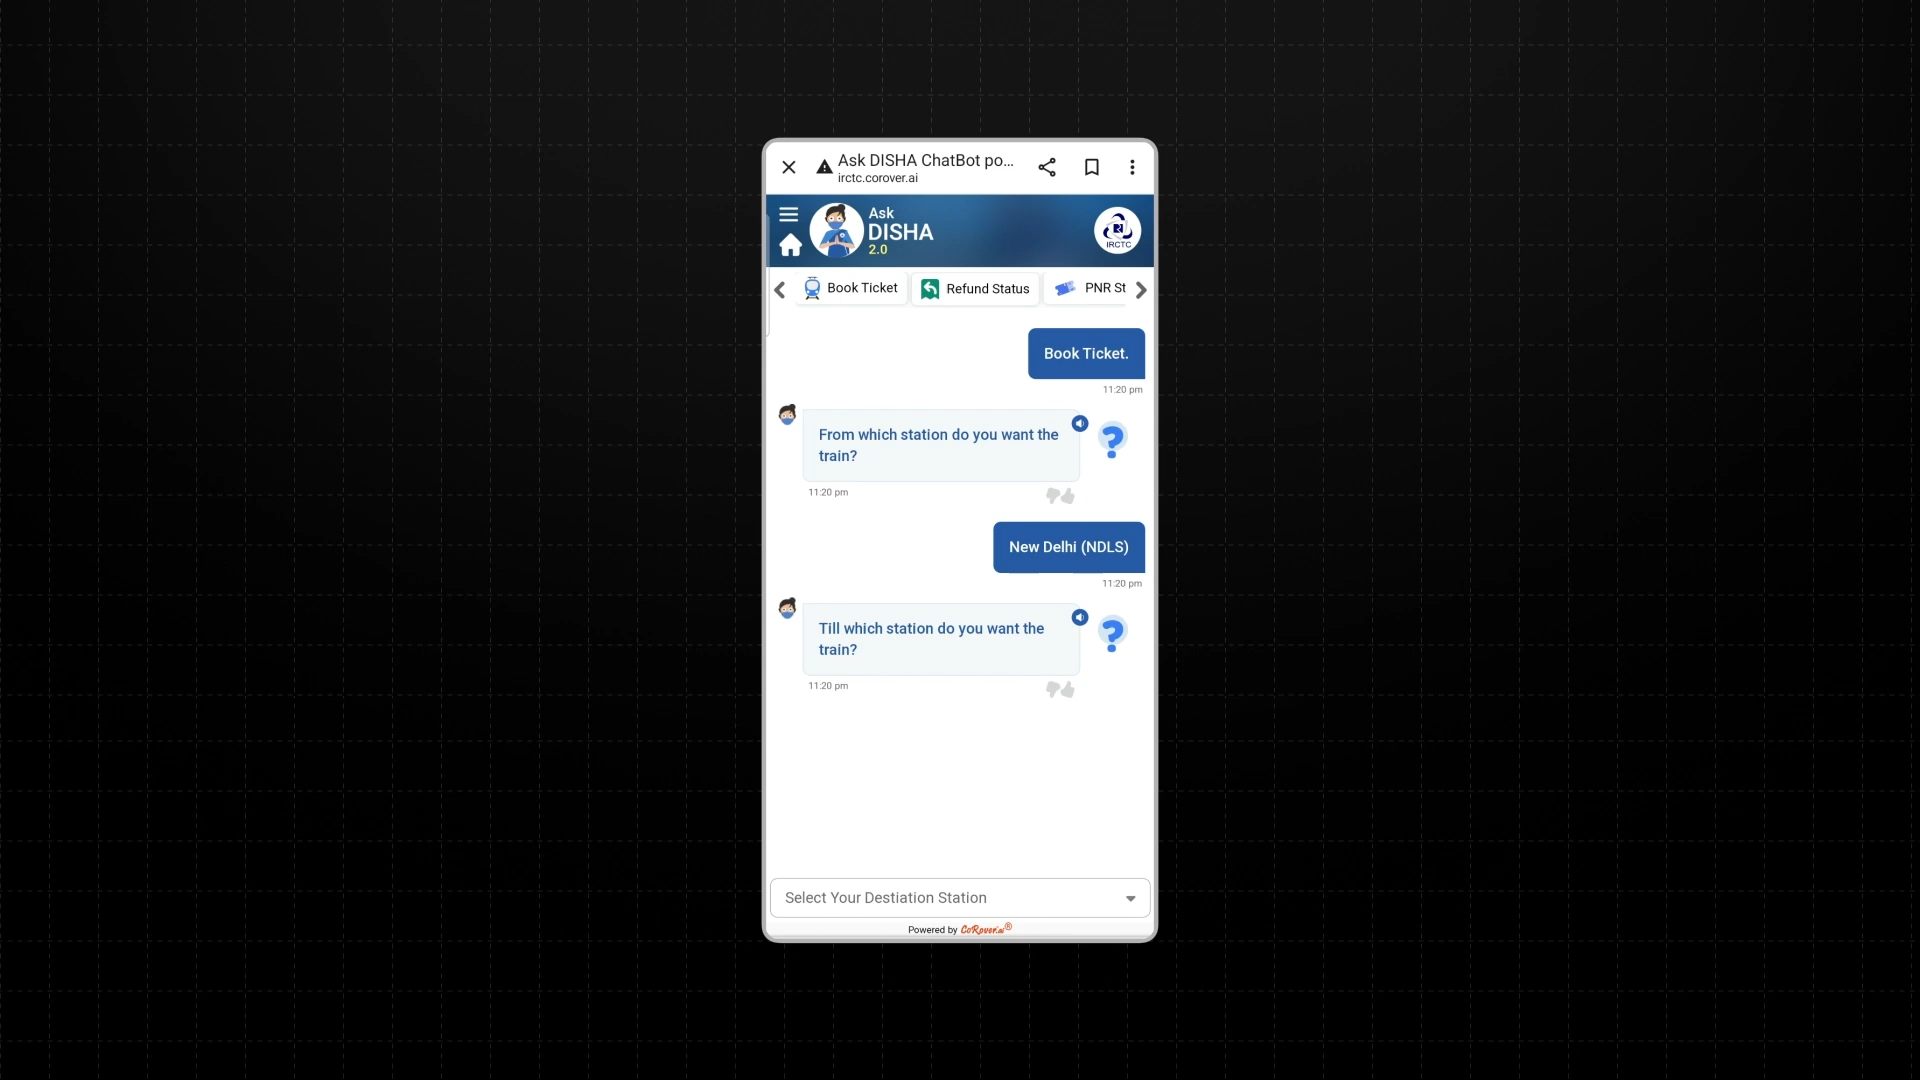 Ask DISHA ChatBot po...
irctc.corover.ai
Ask
DISHA
2.0
IRCTC
Book Ticket
Refund Status
PNR St
Book Ticket.
11:20 pm
From which station do you want the
train?
11:20 pm
New Delhi (NDLS)
11:20 pm
Till which station do you want the
train?
11:20 pm
Select Your Destiation Station
Powered by CoRover.ai®